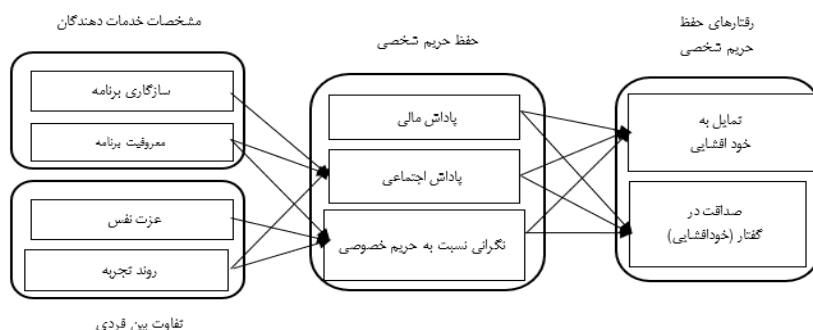 مشخصات خدمات دهندگان
سازگاری برنامه
معروفیت برنامه
عزت نفس
روند تجربه
تفاوت بین فردی
حفظ حریم شخصی
پاداش مالی
پاداش اجتماعی
نگرانی نسبت به حریم خصوصی
رفتارهای حفظ
حریم شخصی
تمایل به
خود افشایی
صداقت در
گفتار (خودافشایی)